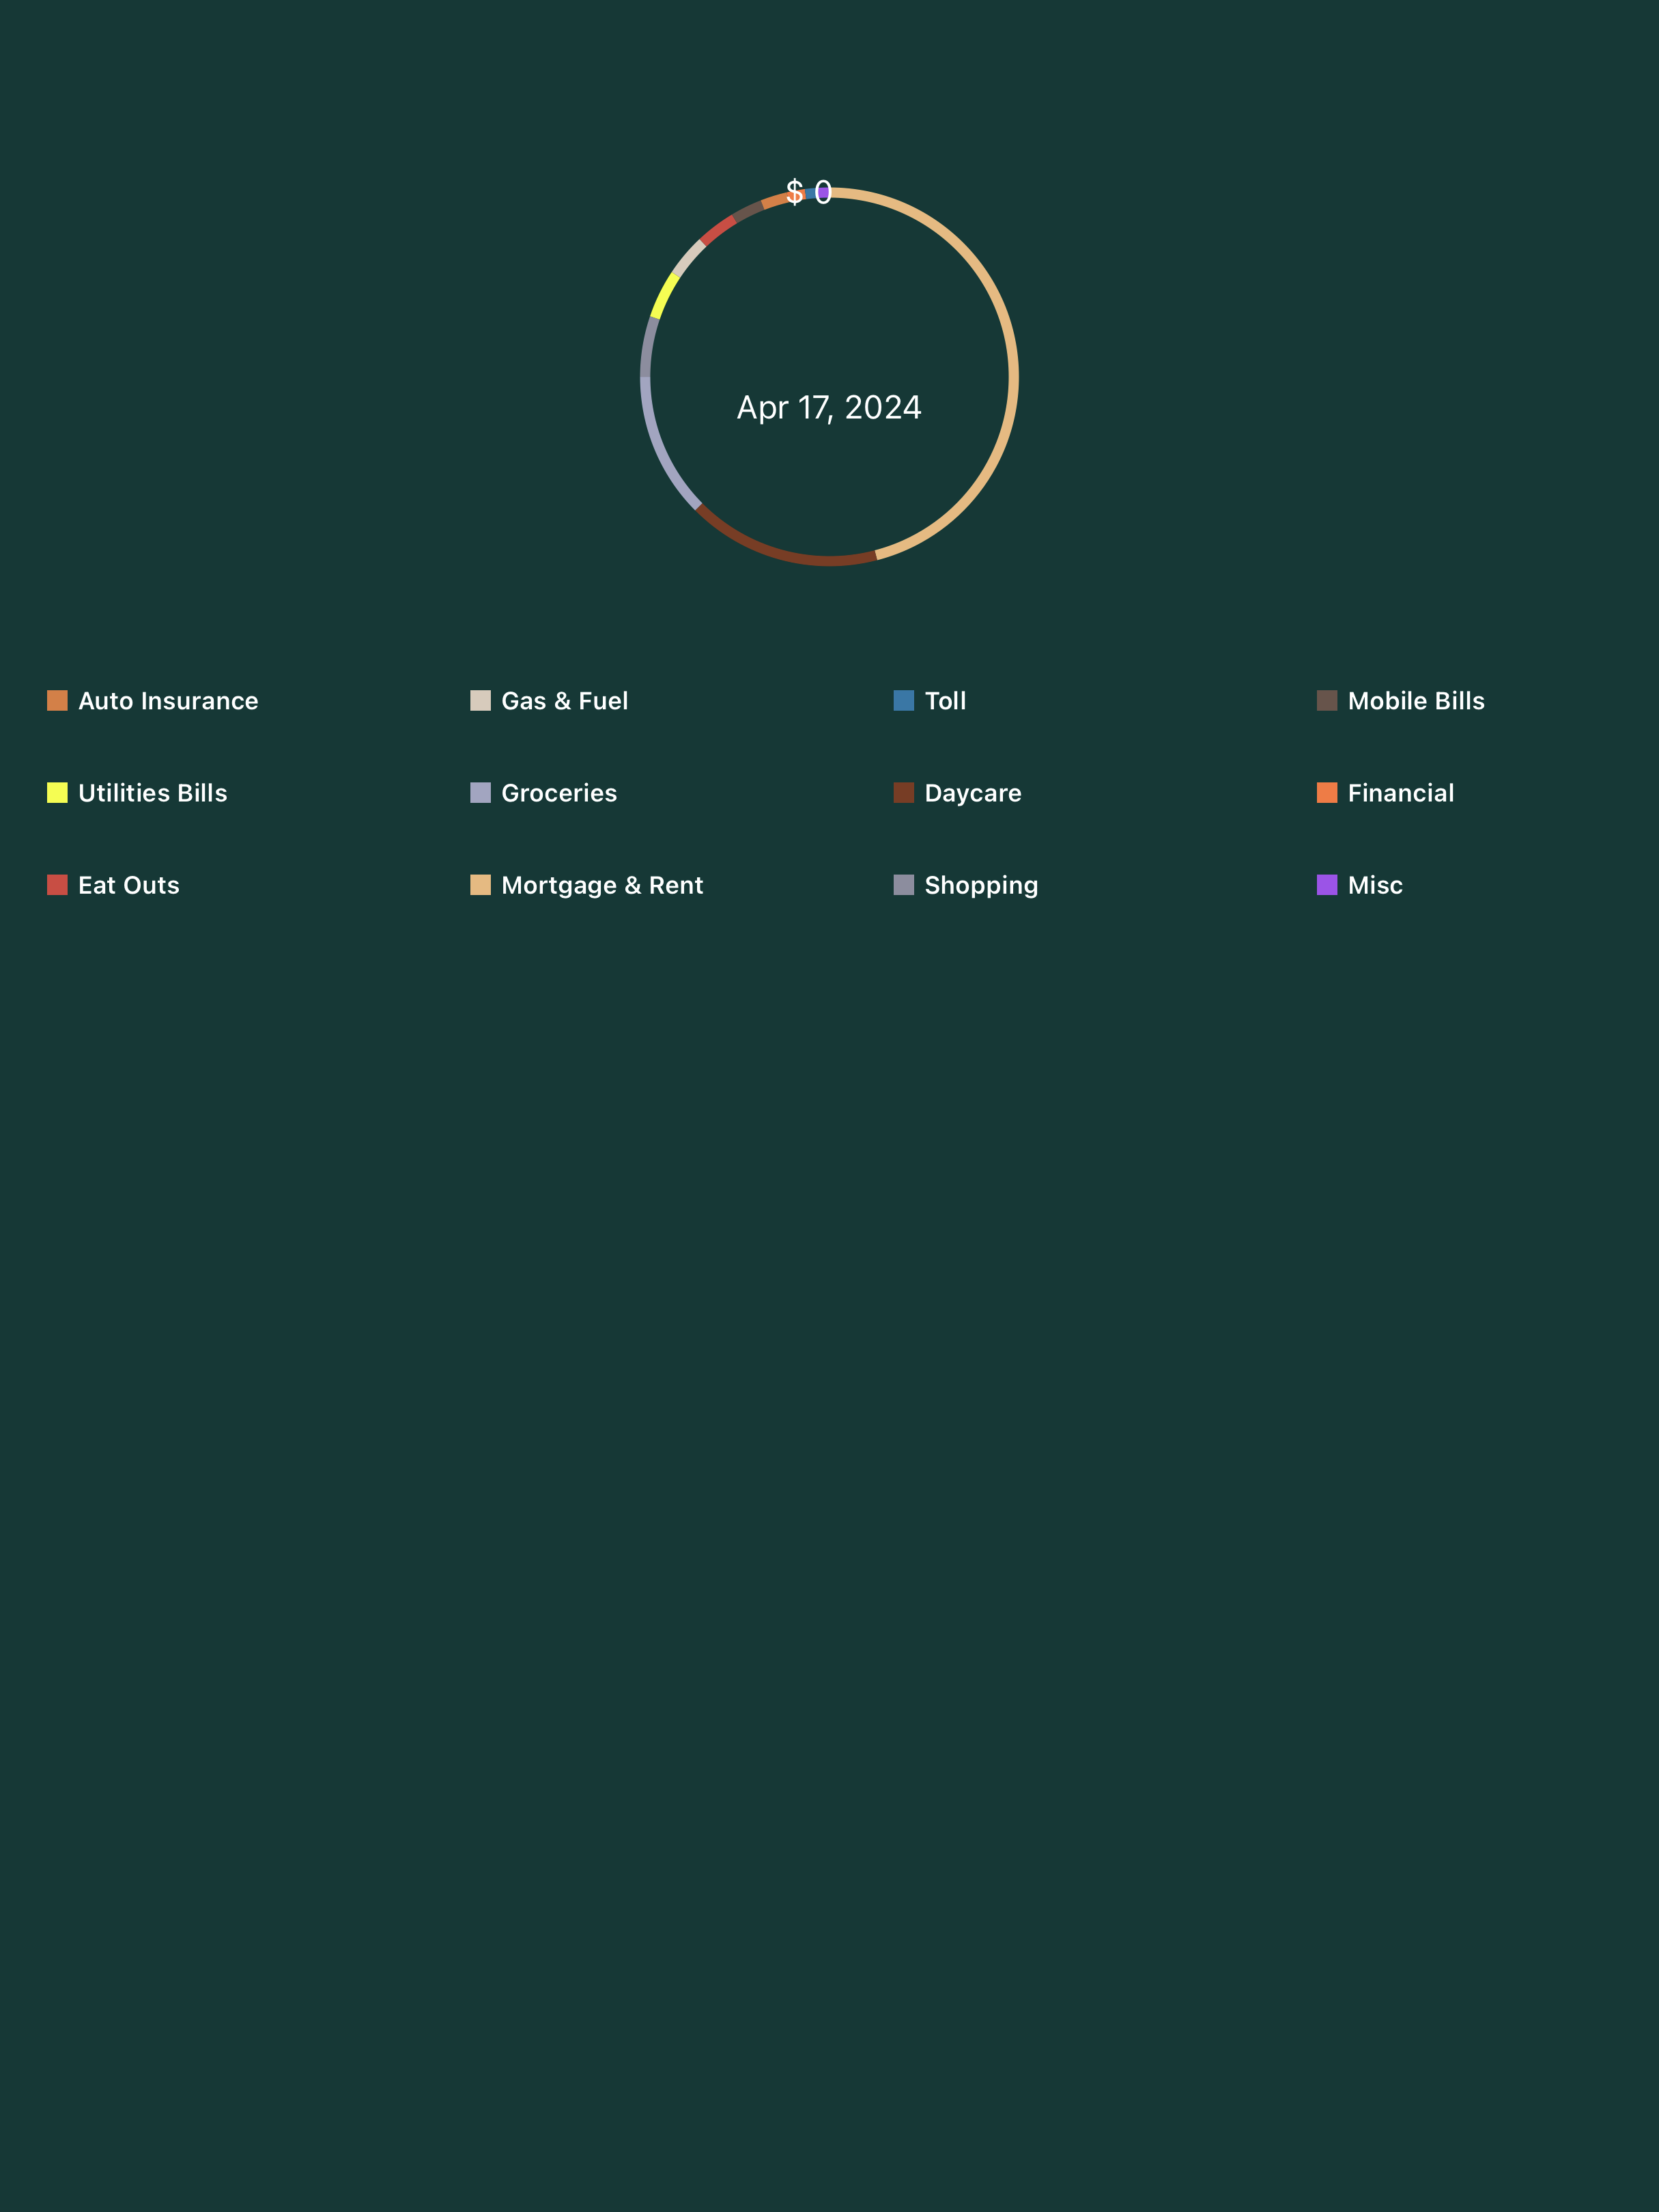 $ 0
Apr 17, 2024
Auto Insurance
Gas & Fuel
Toll
Mobile Bills
Utilities Bills
Groceries
Daycare
Financial
Eat Outs
Mortgage & Rent
Shopping
Misc